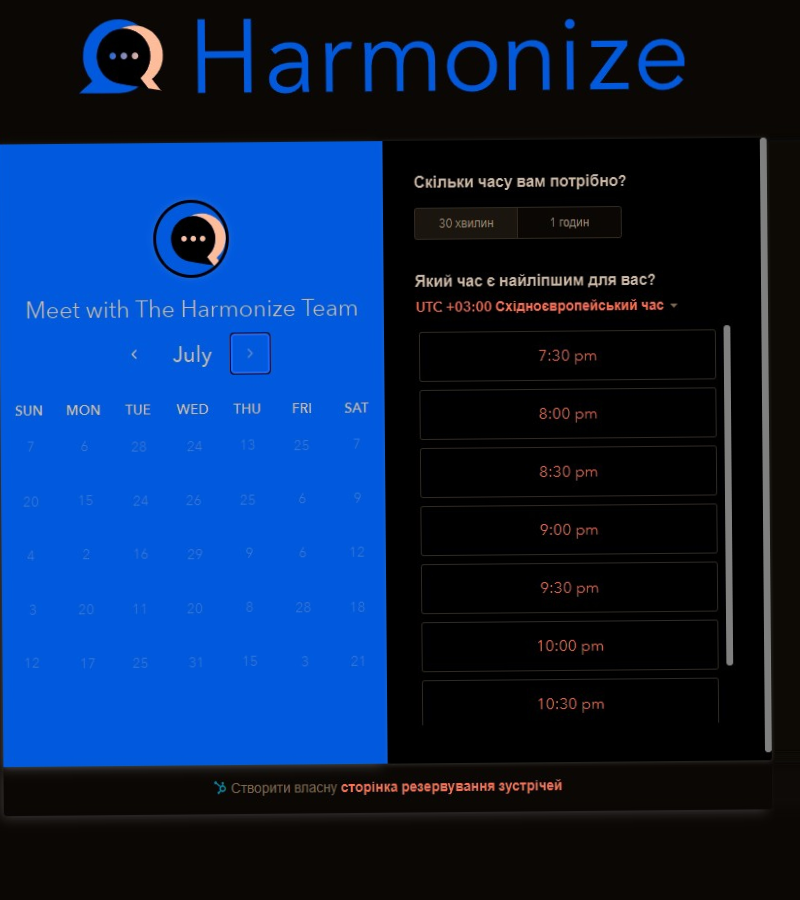 Harmonize
Meet with The Harmonize Team
July
SUN MON TUE WED THU FRI SAT
7 6 28 24 13 25 7
20 15 24 26 25 6 9
4 2 16 29 9 6 12
3 20 11 20 8 28 18
12 17 25 31 15 3 21
Скільки часу вам потрібно?
30 хвилин 1 годин
Який час є найліпшим для вас?
UTC +03:00 Східноєвропейський час
7:30 pm
8:00 pm
8:30 pm
9:00 pm
9:30 pm
10:00 pm
10:30 pm
Створити власну сторінка резервування зустрічей